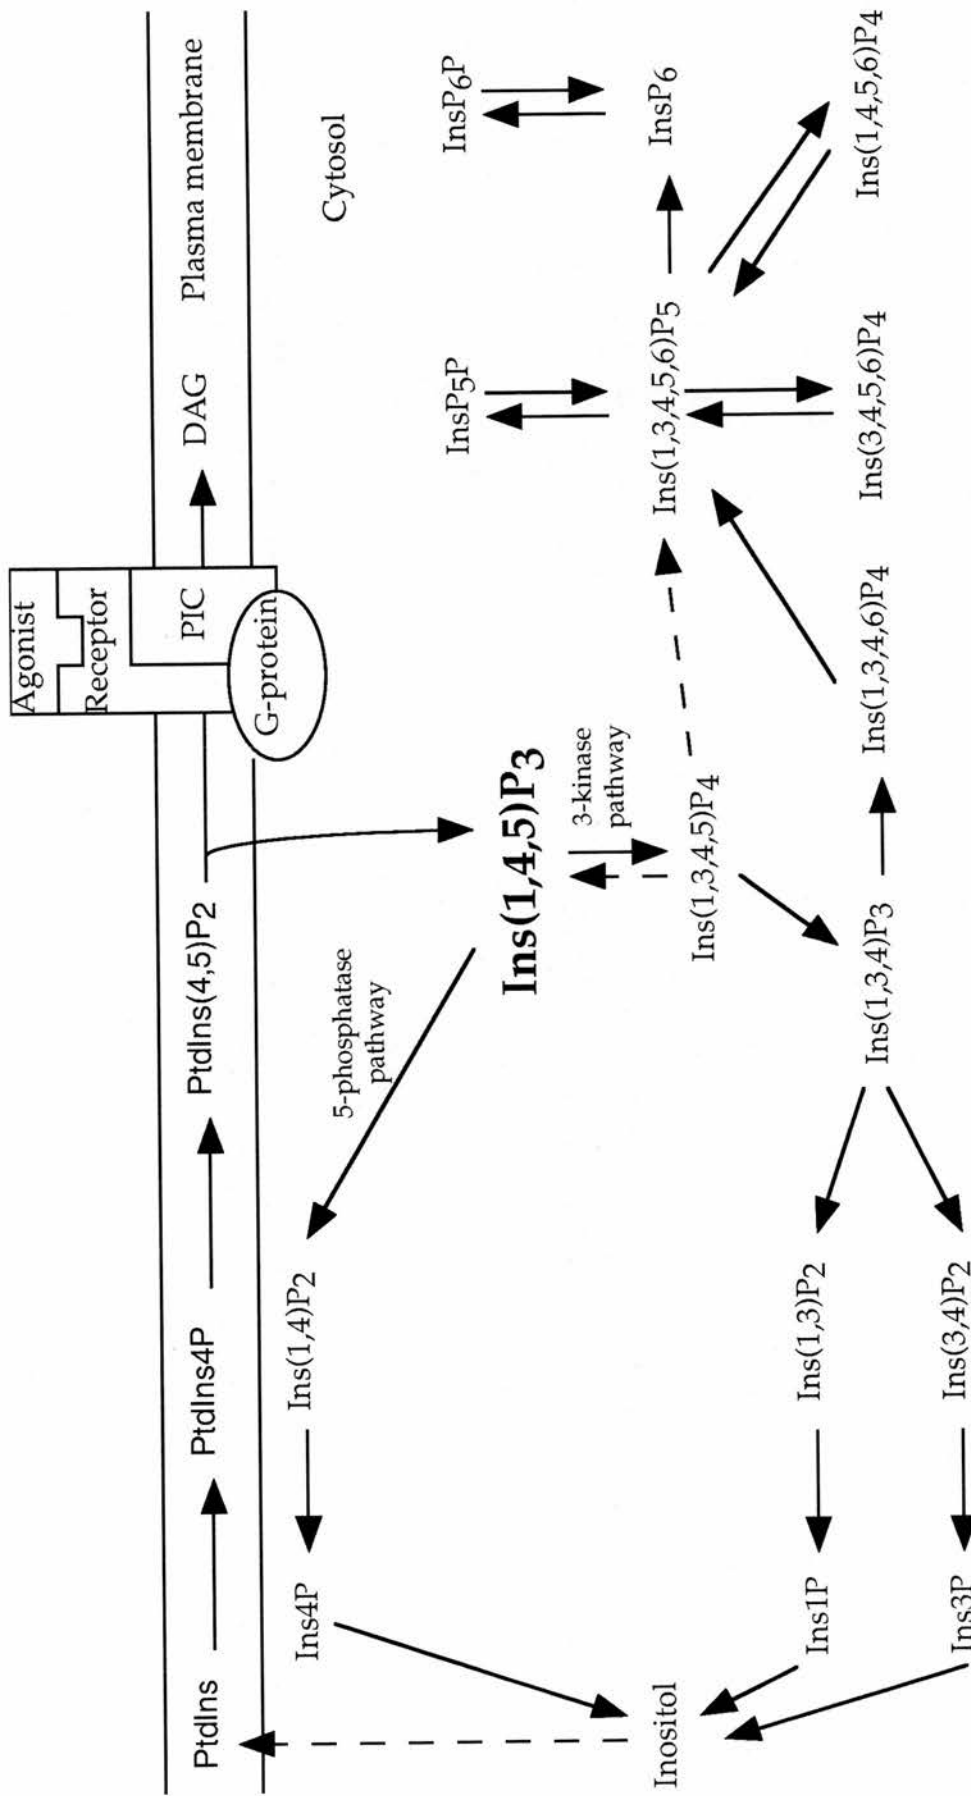 Agonist
Receptor
PIC
G-protein
PtdIns
PtdIns4P
PtdIns(4,5)P2
DAG
Plasma membrane
Cytosol
Ins4P
Ins(1,4)P2
5-phosphatase
pathway
Ins(1,4,5)P3
3-kinase
pathway
InsP5P
InsP6P
Inositol
Ins(1,3,4,5)P4
Ins(1,3,4,5,6)P5
InsP6
Ins1P
Ins(1,3)P2
Ins(1,3,4)P3
Ins(1,3,4,6)P4
Ins(3,4,5,6)P4
Ins(1,4,5,6)P4
Ins3P
Ins(3,4)P2